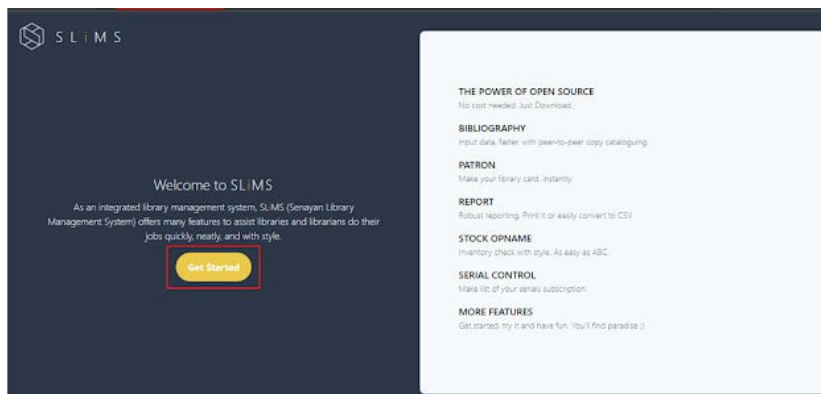 SLiMS
Welcome to SLiMS
As an integrated library management system, SLiMS (Senayan Library
Management System) offers many features to assist libraries and librarians do their
jobs quickly, neatly, and with style.
Get Started
THE POWER OF OPEN SOURCE
No cost needed. Just Download.
BIBLIOGRAPHY
Input data, faster, with peer-to-peer copy cataloguing.
PATRON
Make your library card, instantly.
REPORT
Robust reporting. Print it or easily convert to CSV.
STOCK OPNAME
Inventory check with style. As easy as ABC.
SERIAL CONTROL
Make list of your serials subscription.
MORE FEATURES
Get started, try it and have fun. You'll find paradise ;)